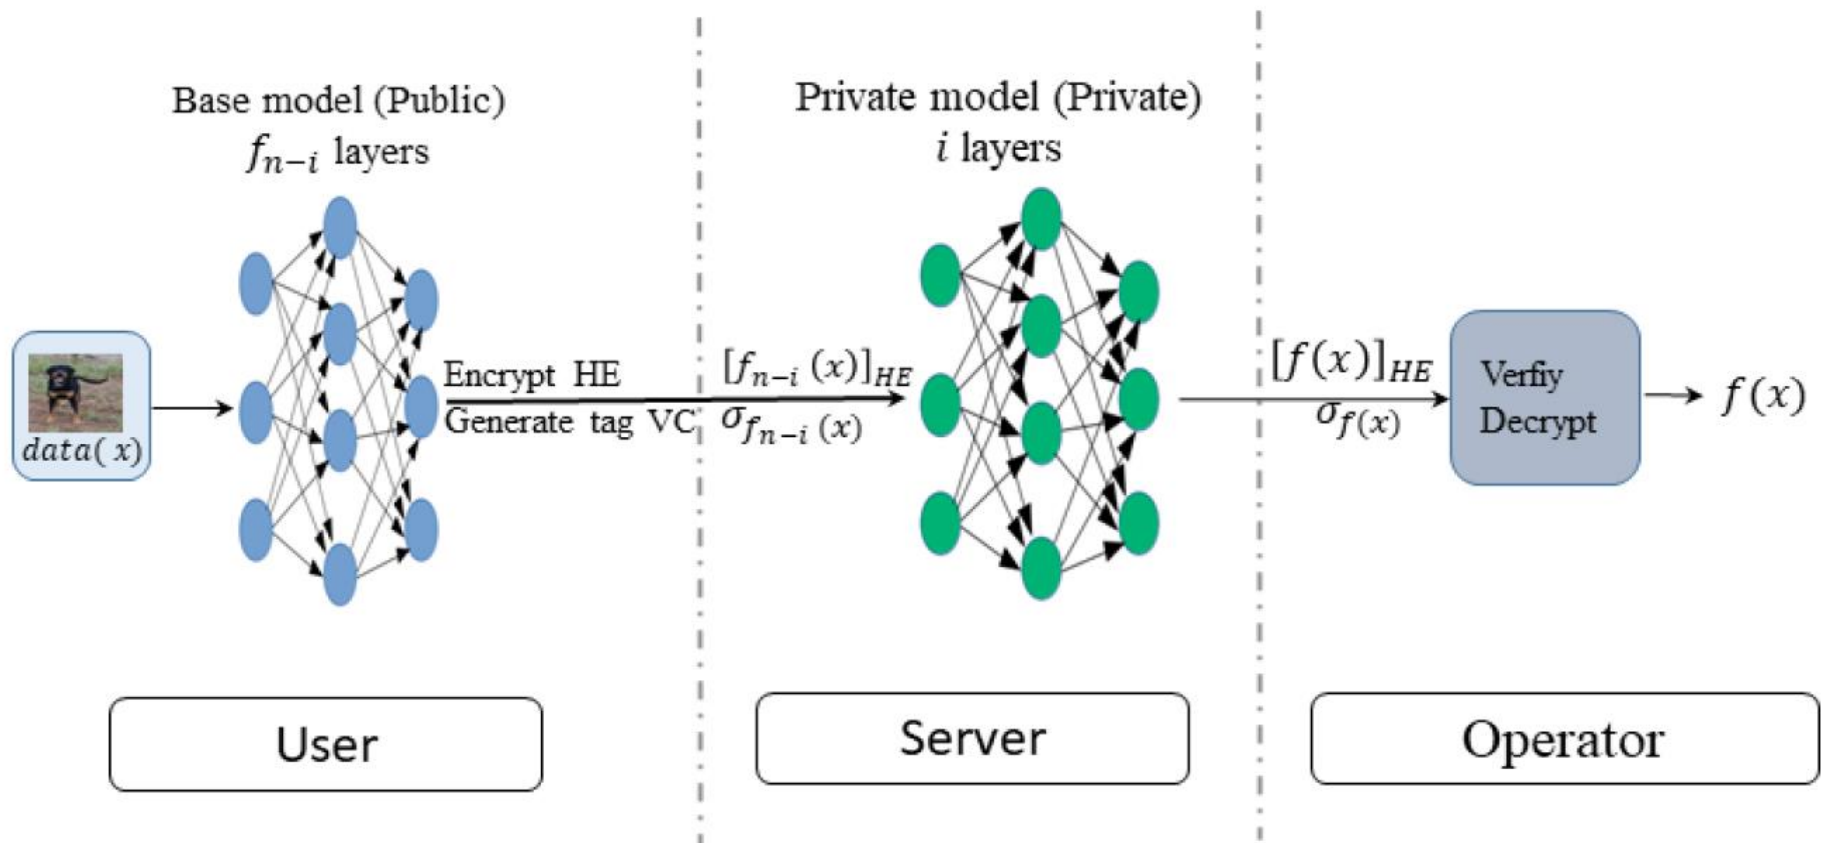 Base model (Public)
f_{n-i} layers
Private model (Private)
i layers
data( x)
Encrypt HE
Generate tag VC
[f_{n-i} (x)]_{HE}
σ_{f_{n-i} (x)}
[f(x)]_{HE}
σ_{f(x)}
Verfiy
Decrypt
f(x)
User
Server
Operator